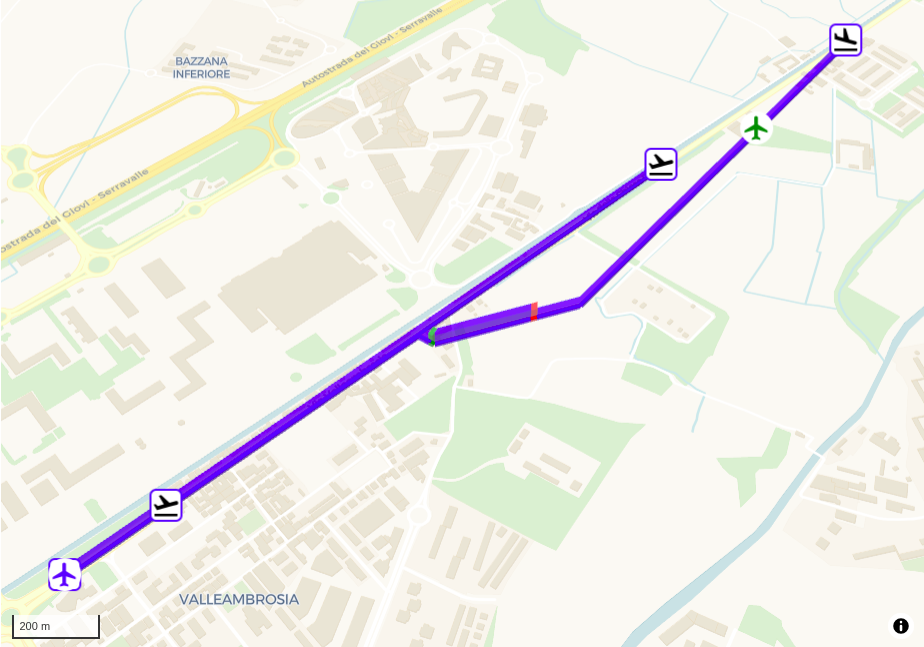 BAZZANA
INFERIORE
Autostrada dei Giovi - Serravalle
ostrada dei Giovi - Serravalle
VALLEAMBROSIA
200 m